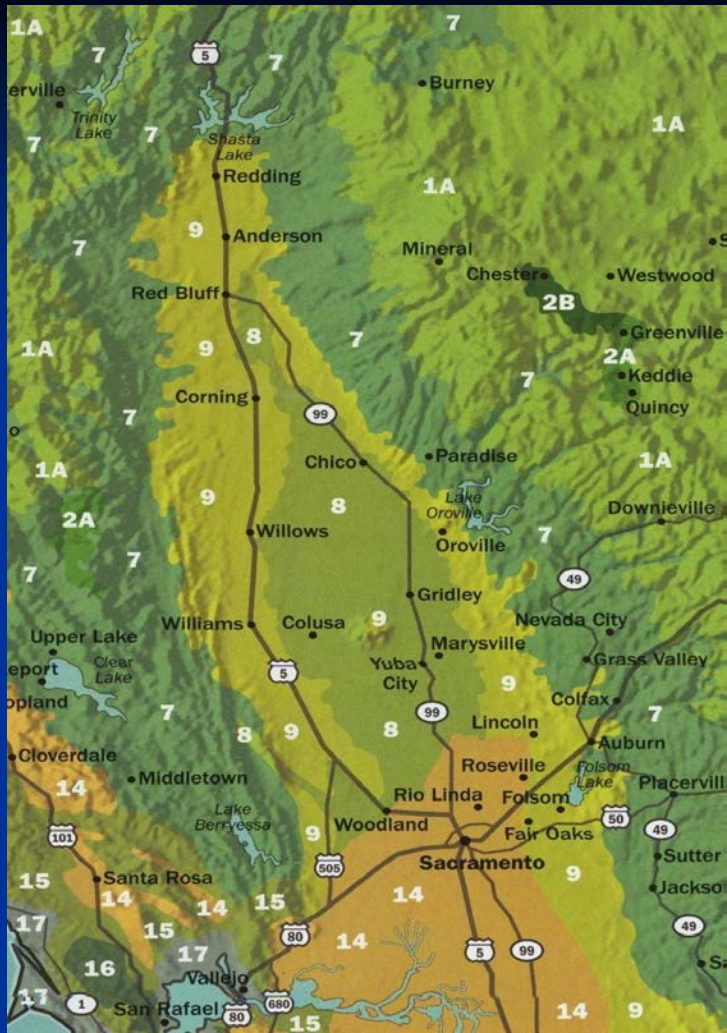 1A
7
5
7
7
Burney
erville
Trinity
Lake
7
7
Shasta
Lake
1A
Redding
1A
7
9
Anderson
Mineral
S
Chester
Westwood
Red Bluff
2B
8
Greenville
1A
9
7
2A
Keddie
Corning
7
Quincy
99
7
o
Chico
Paradise
1A
1A
9
8
Lake
Oroville
Downieville
2A
Willows
Oroville
7
7
7
49
Gridley
Nevada City
Williams
Colusa
9
Upper Lake
Marysville
Grass Valley
eport
Clear
Lake
5
Yuba
City
9
opland
Colfax
7
99
7
8
9
8
Lincoln
Auburn
Cloverdale
Middletown
14
Roseville
Folsom
Lake
Placervil
Lake
Berryessa
Rio Linda
Folsom
Woodland
50
Fair Oaks
49
101
9
Sacramento
Sutter
505
15
Santa Rosa
14
9
Jackso
14
14
15
15
80
49
17
14
5
99
16
17
Sa
Vallejo
17
1
680
80
San Rafael
15
14
9